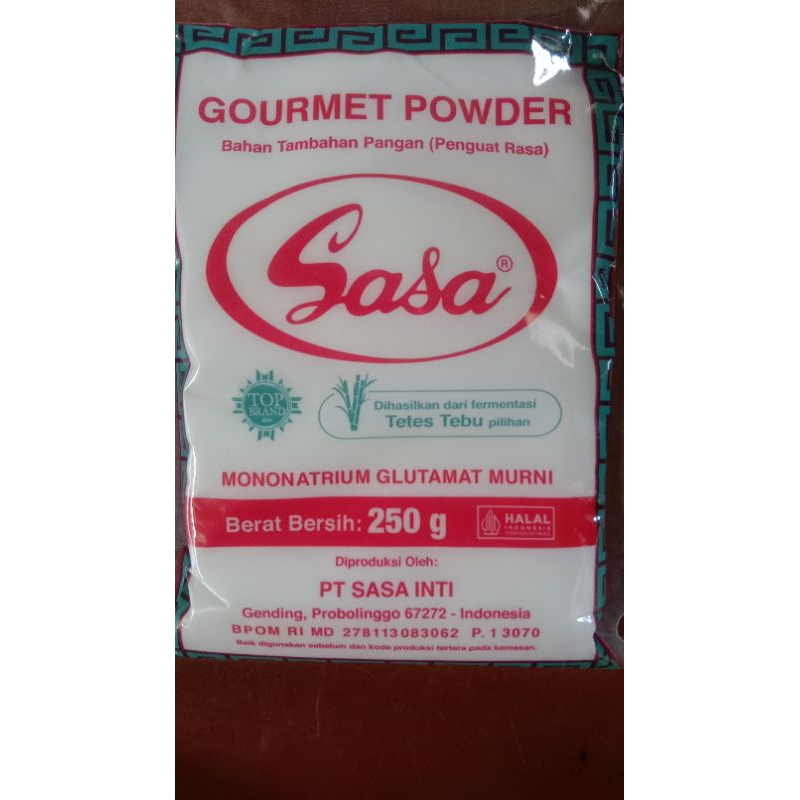 GOURMET POWDER
Bahan Tambahan Pangan (Penguat Rasa)
Sasa®
TOP
BRAND
Dihasilkan dari fermentasi
Tetes Tebu pilihan
MONONATRIUM GLUTAMAT MURNI
Berat Bersih: 250 g
HALAL
INDONESIA
Diproduksi Oleh:
PT SASA INTI
Gending, Probolinggo 67272 - Indonesia
BPOM RI MD 278113083062 P. 13070
Baik digunakan sebelum dan kode produksi tertera pada kemasan.